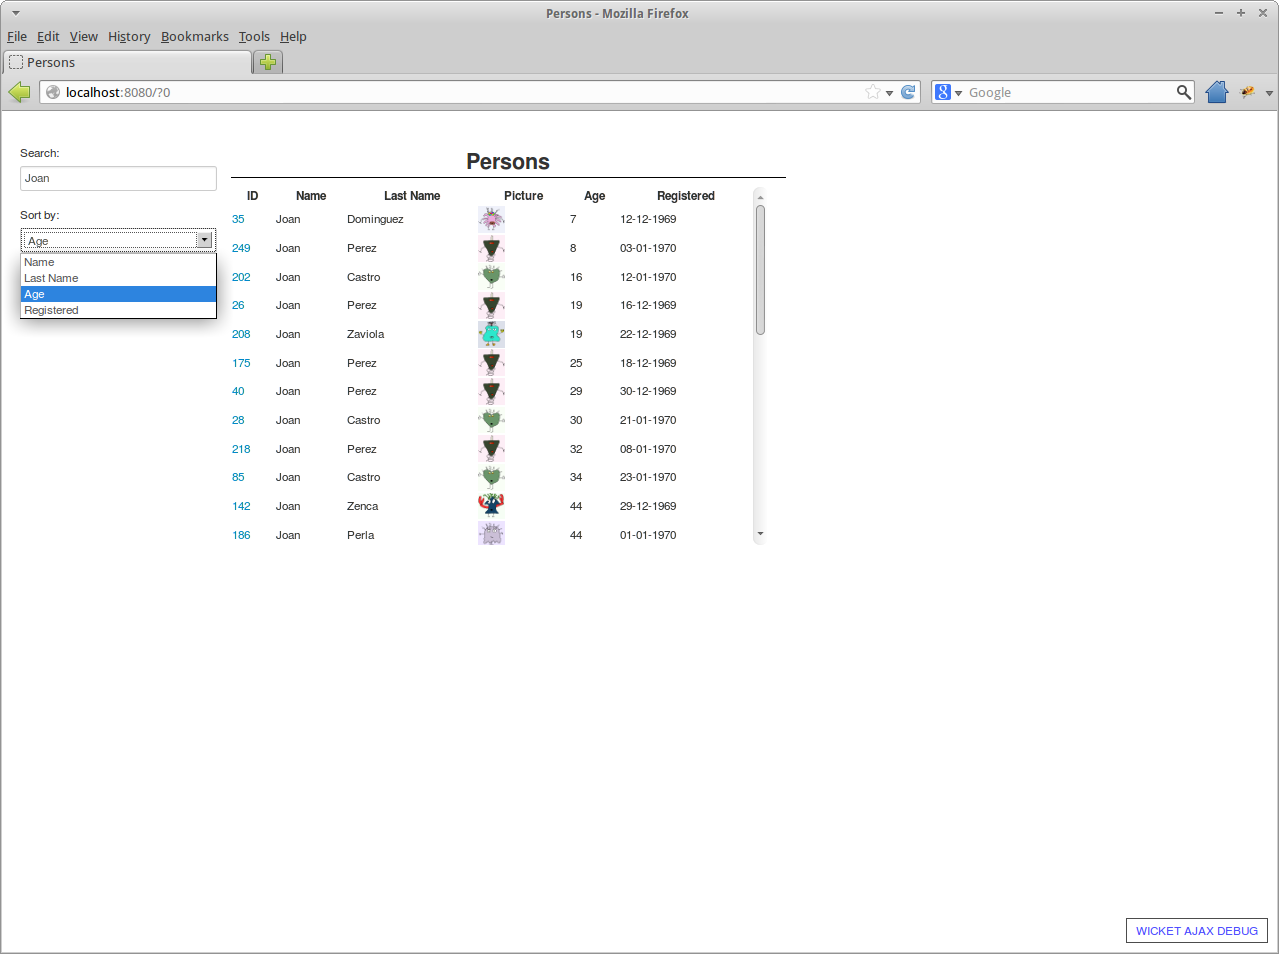 Persons - Mozilla Firefox
File Edit View History Bookmarks Tools Help
Persons
localhost:8080/?0
Google
Search:
Joan
Sort by:
Age
Name
Last Name
Age
Registered
Persons
ID Name Last Name Picture Age Registered
35 Joan Dominguez 7 12-12-1969
249 Joan Perez 8 03-01-1970
202 Joan Castro 16 12-01-1970
26 Joan Perez 19 16-12-1969
208 Joan Zaviola 19 22-12-1969
175 Joan Perez 25 18-12-1969
40 Joan Perez 29 30-12-1969
28 Joan Castro 30 21-01-1970
218 Joan Perez 32 08-01-1970
85 Joan Castro 34 23-01-1970
142 Joan Zenca 44 29-12-1969
186 Joan Perla 44 01-01-1970
WICKET AJAX DEBUG